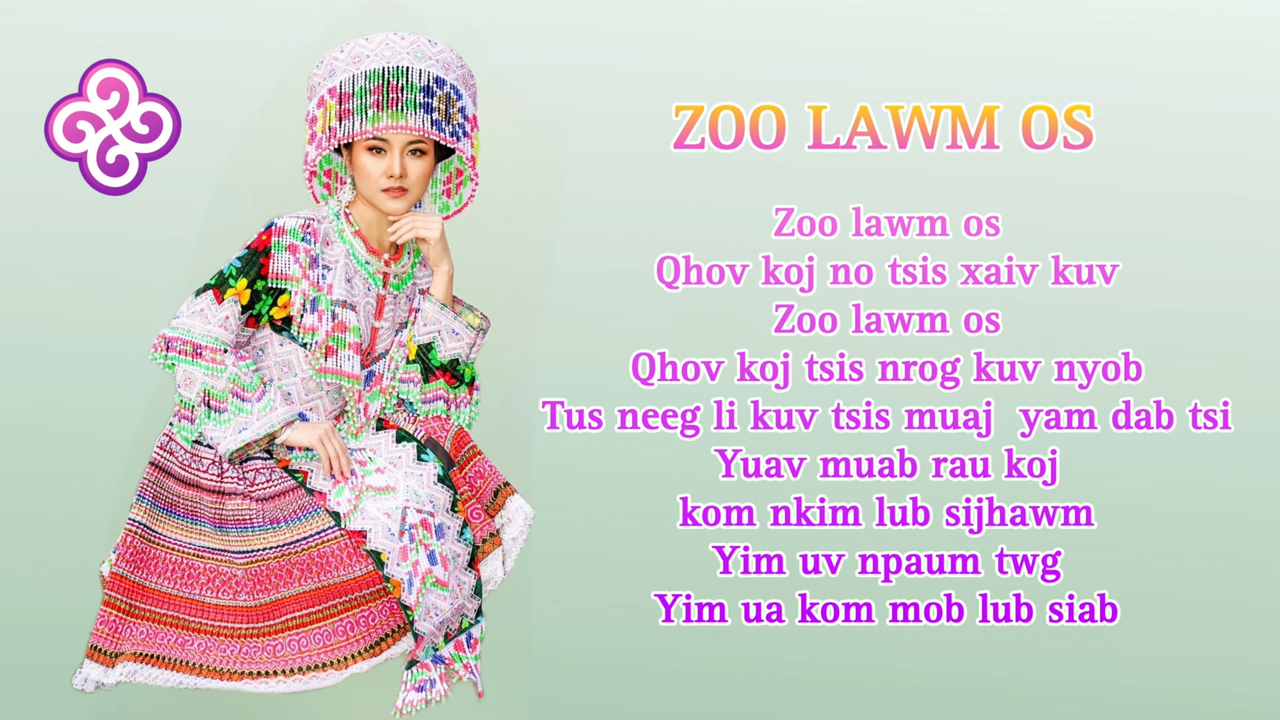 ZOO LAWM OS
Zoo lawm os
Qhov koj no tsis xaiv kuv
Zoo lawm os
Qhov koj tsis nrog kuv nyob
Tus neeg li kuv tsis muaj  yam dab tsi
Yuav muab rau koj
kom nkim lub sijhawm
Yim uv npaum twg
Yim ua kom mob lub siab